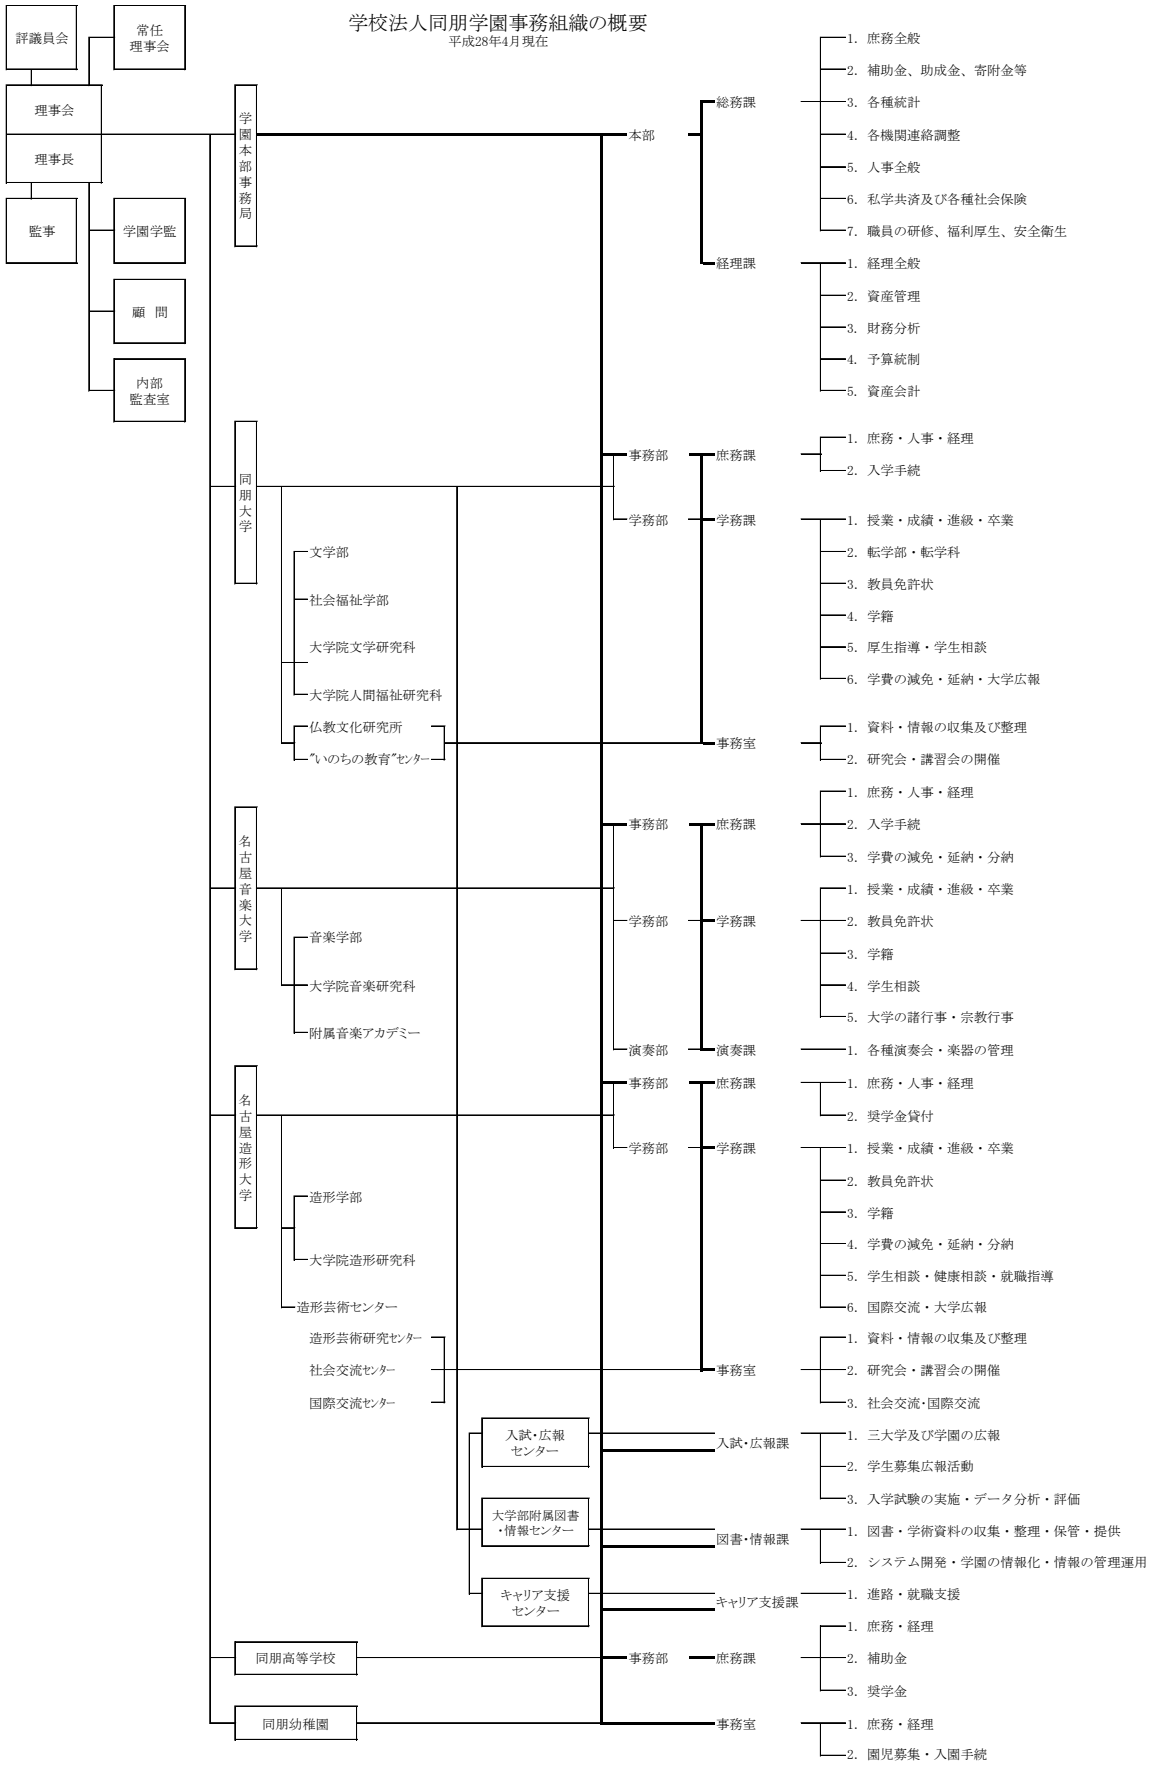 学校法人同朋学園事務組織の概要
平成28年4月現在
評議員会
常任
理事会
理事会
理事長
監事
学園学監
顧 問
内部
監査室
学園本部事務局
本部
総務課
1. 庶務全般
2. 補助金、助成金、寄附金等
3. 各種統計
4. 各機関連絡調整
5. 人事全般
6. 私学共済及び各種社会保険
7. 職員の研修、福利厚生、安全衛生
経理課
1. 経理全般
2. 資産管理
3. 財務分析
4. 予算統制
5. 資産会計
同朋大学
文学部
社会福祉学部
大学院文学研究科
大学院人間福祉研究科
仏教文化研究所
"いのちの教育"センター
事務部
庶務課
1. 庶務・人事・経理
2. 入学手続
学務部
学務課
1. 授業・成績・進級・卒業
2. 転学部・転学科
3. 教員免許状
4. 学籍
5. 厚生指導・学生相談
6. 学費の減免・延納・大学広報
事務室
1. 資料・情報の収集及び整理
2. 研究会・講習会の開催
名古屋音楽大学
音楽学部
大学院音楽研究科
附属音楽アカデミー
事務部
庶務課
1. 庶務・人事・経理
2. 入学手続
3. 学費の減免・延納・分納
学務部
学務課
1. 授業・成績・進級・卒業
2. 教員免許状
3. 学籍
4. 学生相談
5. 大学の諸行事・宗教行事
演奏部
演奏課
1. 各種演奏会・楽器の管理
名古屋造形大学
造形学部
大学院造形研究科
造形芸術センター
造形芸術研究センター
社会交流センター
国際交流センター
事務部
庶務課
1. 庶務・人事・経理
2. 奨学金貸付
学務部
学務課
1. 授業・成績・進級・卒業
2. 教員免許状
3. 学籍
4. 学費の減免・延納・分納
5. 学生相談・健康相談・就職指導
6. 国際交流・大学広報
事務室
1. 資料・情報の収集及び整理
2. 研究会・講習会の開催
3. 社会交流・国際交流
入試・広報
センター
入試・広報課
1. 三大学及び学園の広報
2. 学生募集広報活動
3. 入学試験の実施・データ分析・評価
大学部附属図書
・情報センター
図書・情報課
1. 図書・学術資料の収集・整理・保管・提供
2. システム開発・学園の情報化・情報の管理運用
キャリア支援
センター
キャリア支援課
1. 進路・就職支援
同朋高等学校
事務部
庶務課
1. 庶務・経理
2. 補助金
3. 奨学金
同朋幼稚園
事務室
1. 庶務・経理
2. 園児募集・入園手続